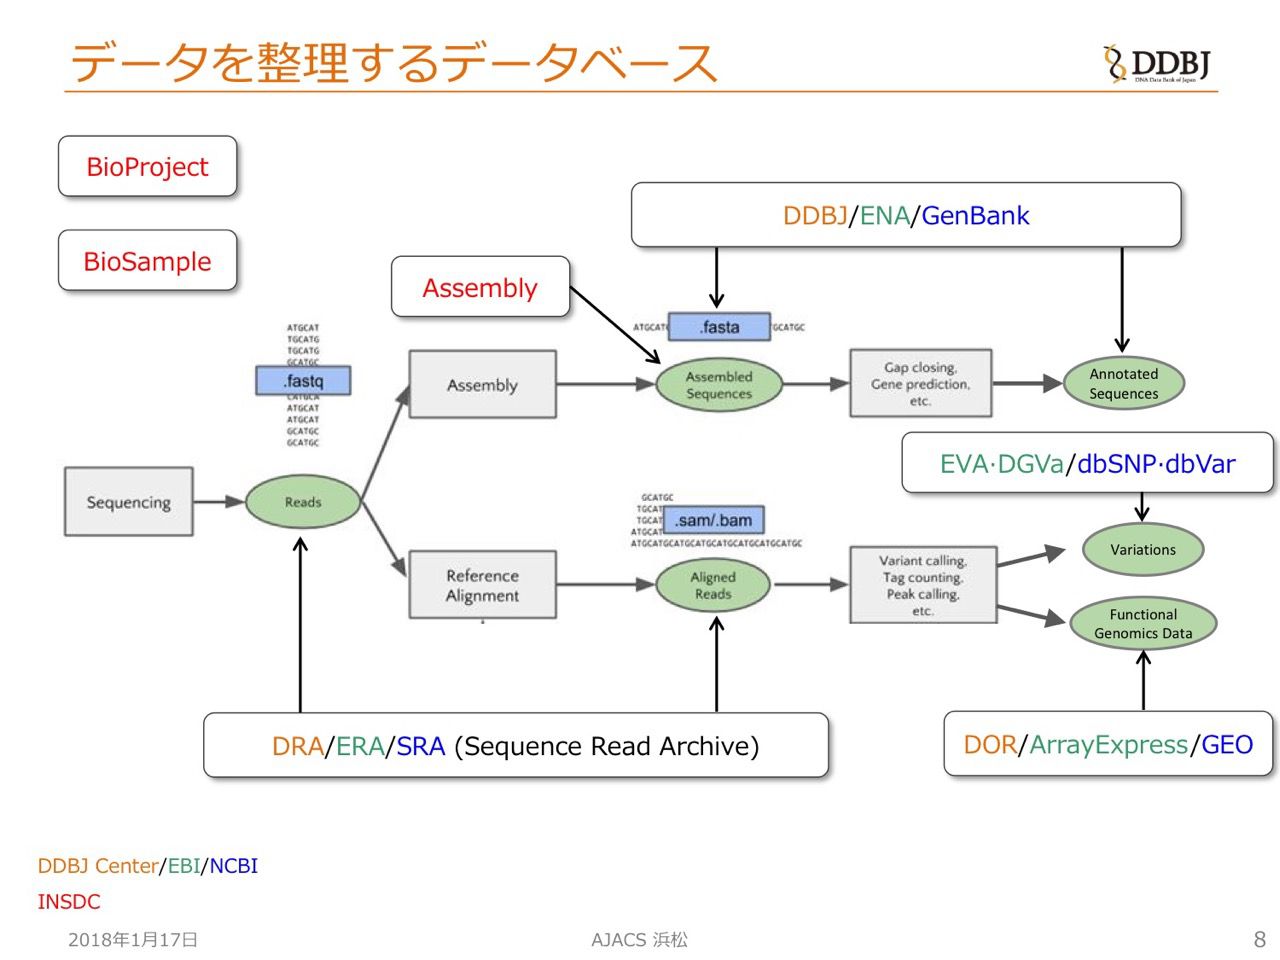 データを整理するデータベース
DDBJ
DNA Data Bank of Japan
BioProject
BioSample
DDBJ/ENA/GenBank
Assembly
ATGCAT
TGCATG
TGCATG
GCATGC
.fastq
CATGCA
ATGCAT
ATGCAT
GCATGC
GCATGC
ATGCAT
.fasta
GCATGC
Assembly
Assembled
Sequences
Gap closing,
Gene prediction,
etc.
Annotated
Sequences
EVA·DGVa/dbSNP·dbVar
Sequencing
Reads
GCATGC
TGCAT
TGCAT
.sam/.bam
ATGCAT
ATGCATGCATGCATGCATGCATGCATGC
Reference
Alignment
Aligned
Reads
Variant calling,
Tag counting,
Peak calling,
etc.
Variations
Functional
Genomics Data
DRA/ERA/SRA (Sequence Read Archive)
DOR/ArrayExpress/GEO
DDBJ Center/EBI/NCBI
INSDC
2018年1月17日
AJACS 浜松
8